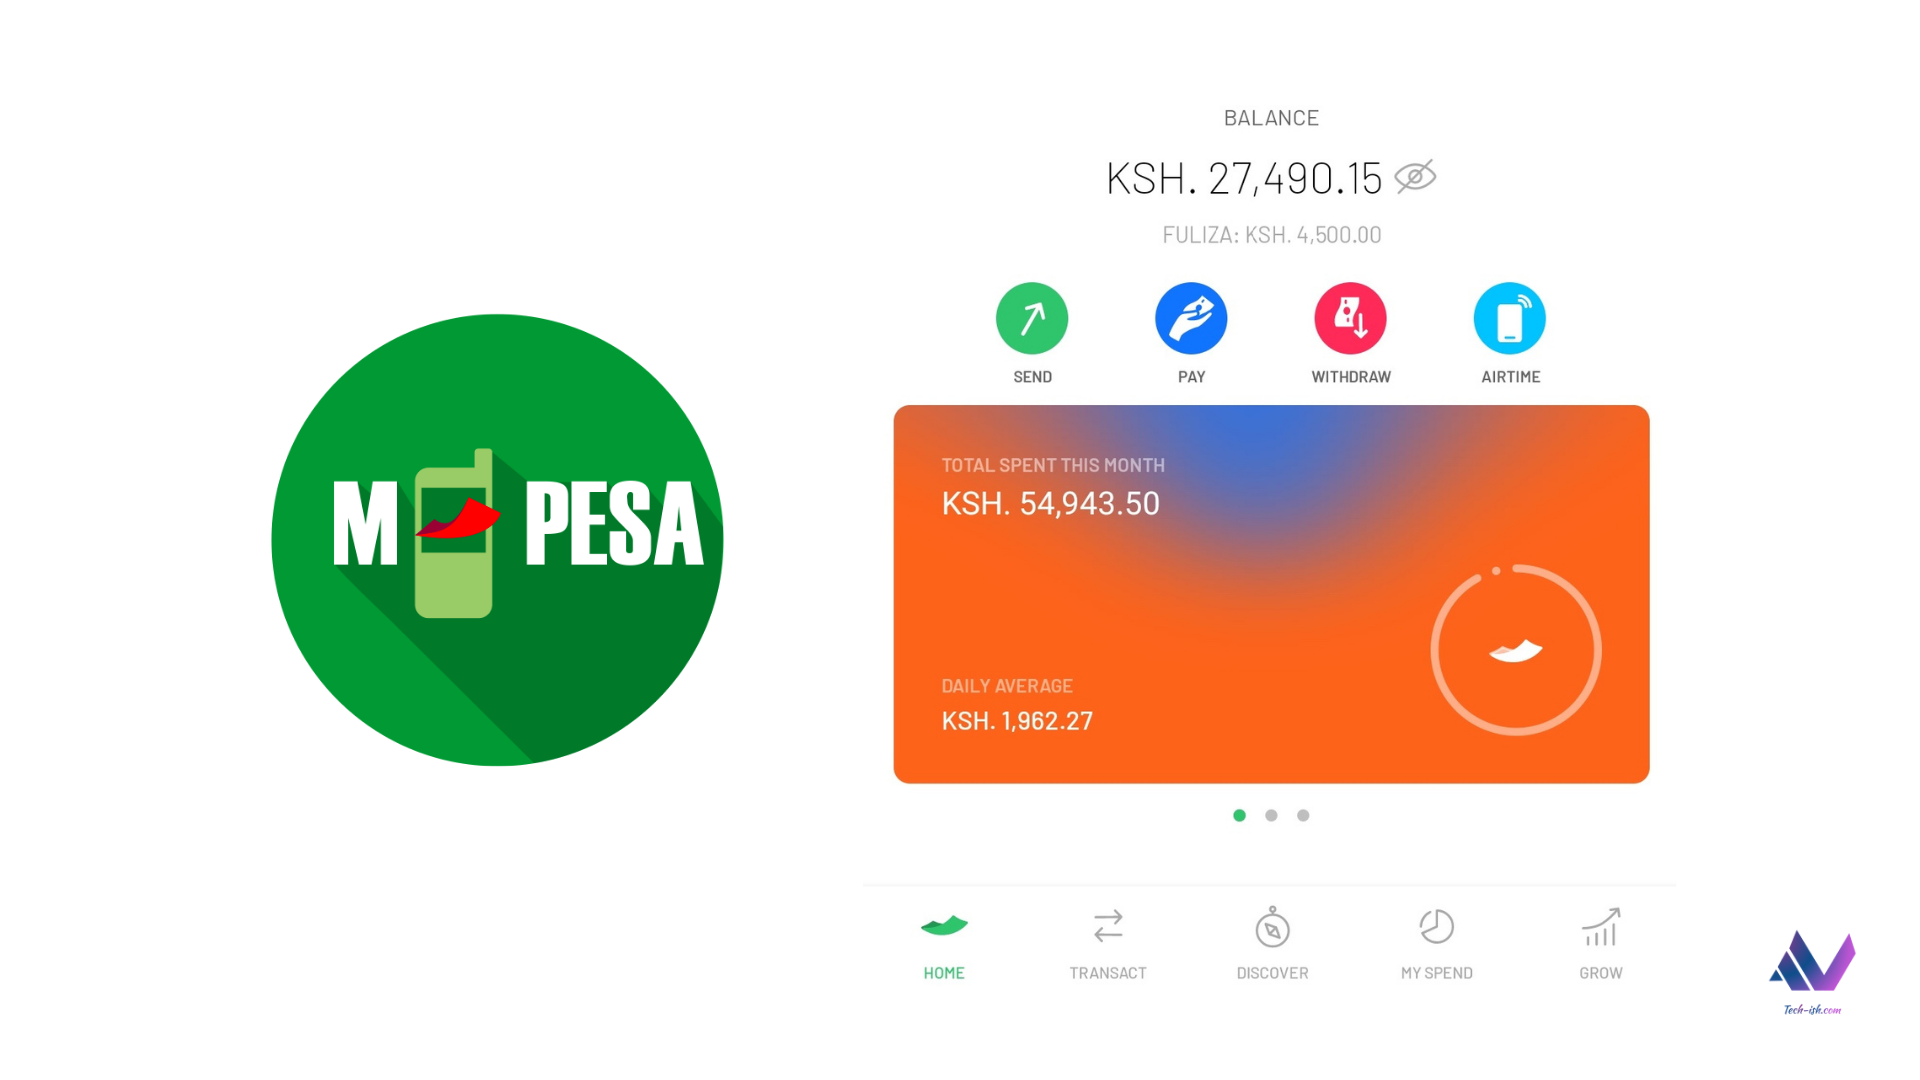 M PESA
BALANCE
KSH. 27,490.15
FULIZA: KSH. 4,500.00
SEND PAY WITHDRAW AIRTIME
TOTAL SPENT THIS MONTH
KSH. 54,943.50
DAILY AVERAGE
KSH. 1,962.27
HOME TRANSACT DISCOVER MY SPEND GROW
Tech-ish.com